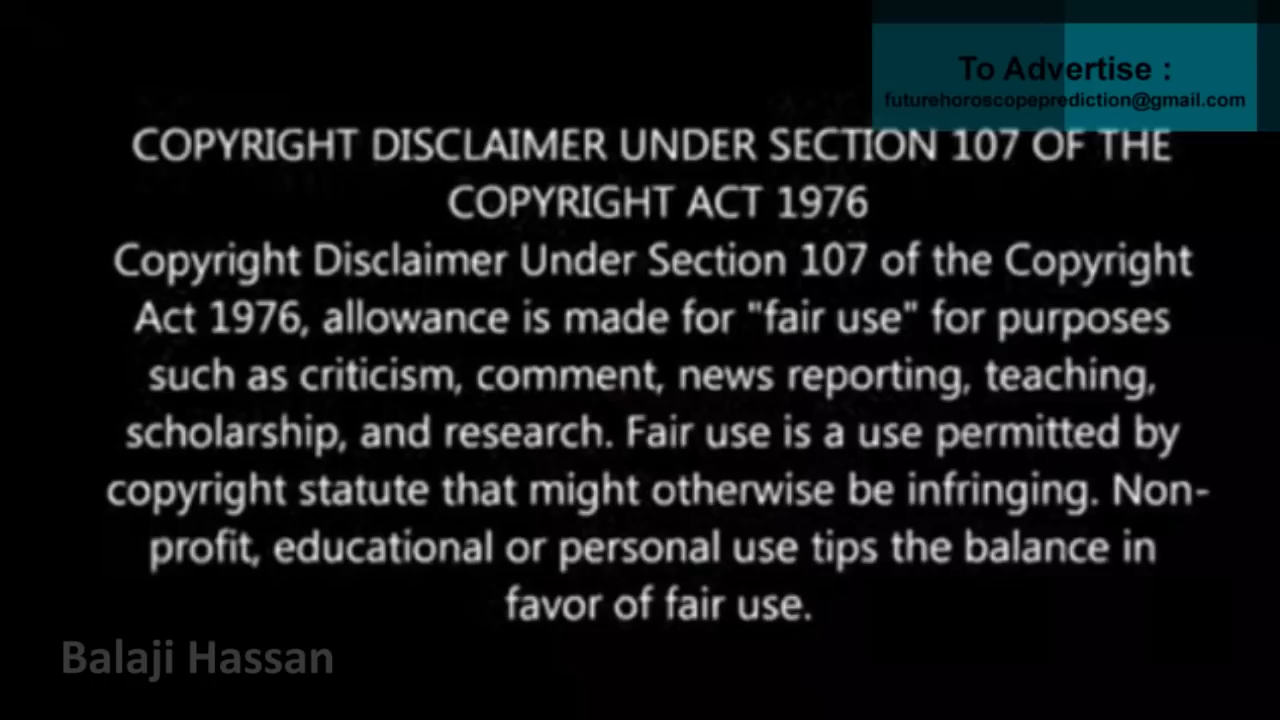 To Advertise :
futurehoroscopeprediction@gmail.com
COPYRIGHT DISCLAIMER UNDER SECTION 107 OF THE
COPYRIGHT ACT 1976
Copyright Disclaimer Under Section 107 of the Copyright
Act 1976, allowance is made for "fair use" for purposes
such as criticism, comment, news reporting, teaching,
scholarship, and research. Fair use is a use permitted by
copyright statute that might otherwise be infringing. Non-
profit, educational or personal use tips the balance in
favor of fair use.
Balaji Hassan